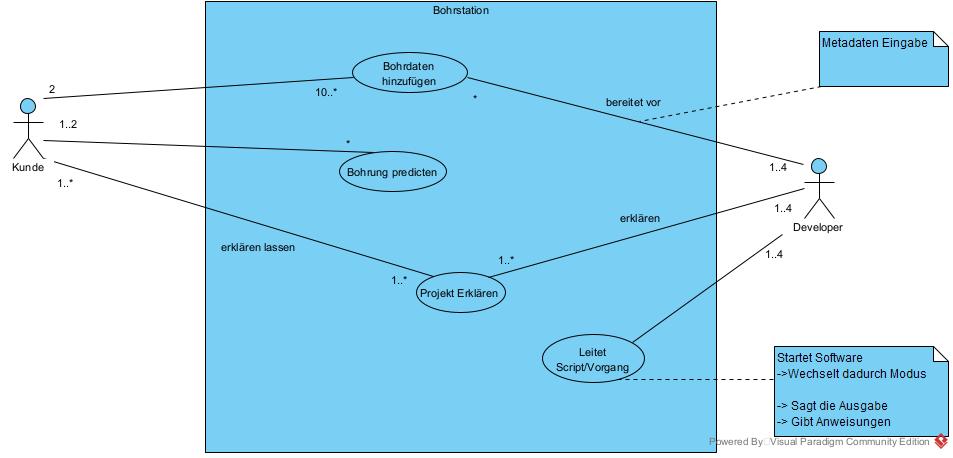 Bohrstation
Metadaten Eingabe
Bohrdaten
hinzufügen
2
10..*
*
bereitet vor
1..2
*
Kunde
Bohrung predicten
1..4
1..*
1..4
erklären
Developer
erklären lassen
1..*
1..4
1..*
Projekt Erklären
Leitet
Script/Vorgang
Startet Software
->Wechselt dadurch Modus
-> Sagt die Ausgabe
-> Gibt Anweisungen
Powered By Visual Paradigm Community Edition